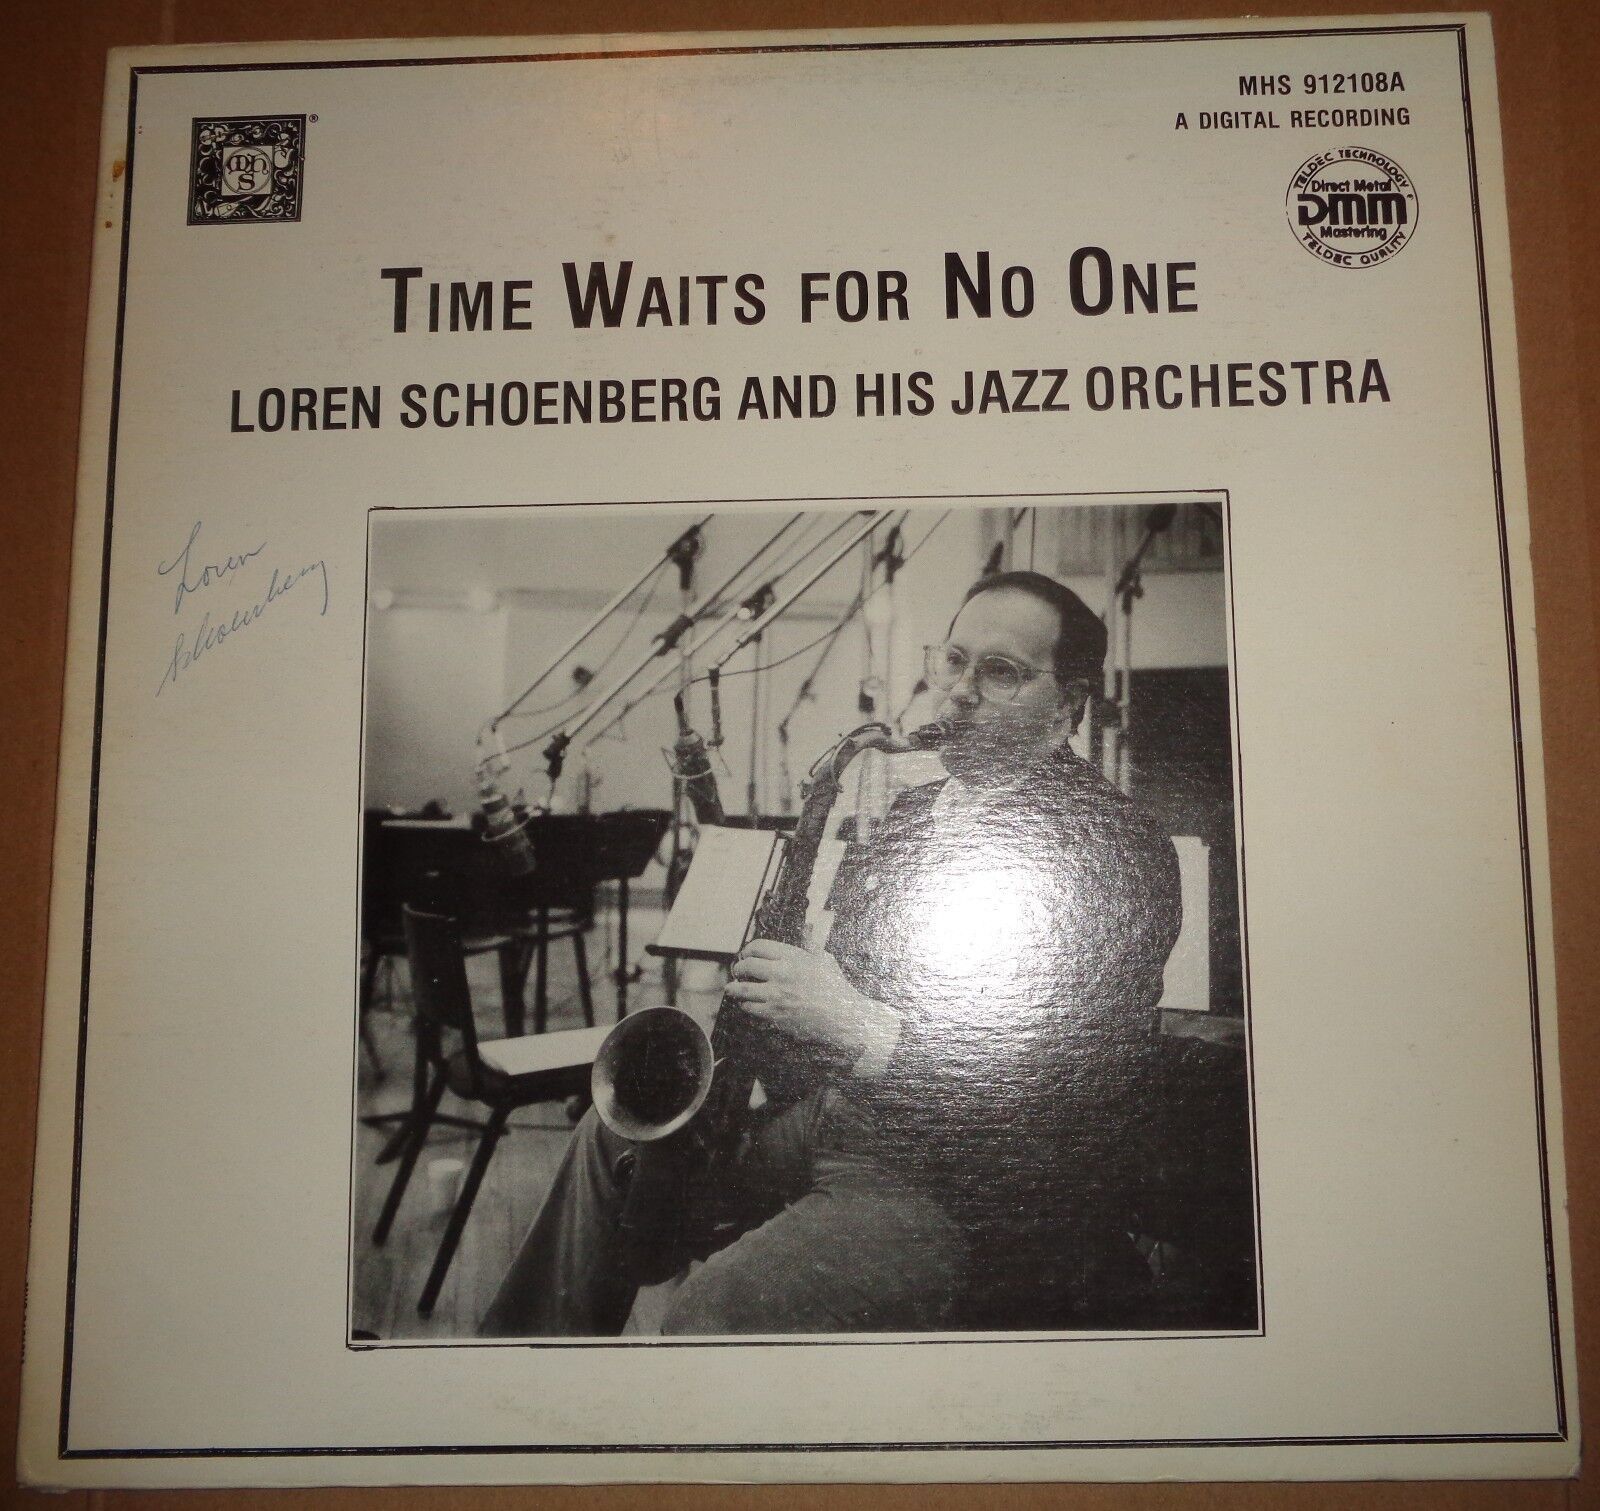 MHS 912108A
A DIGITAL RECORDING
®
mhs
TELDEC TECHNOLOGY
Direct Metal
DMM ®
Mastering
TELDEC QUALITY
TIME WAITS FOR NO ONE
LOREN SCHOENBERG AND HIS JAZZ ORCHESTRA
Loren
Schoenberg